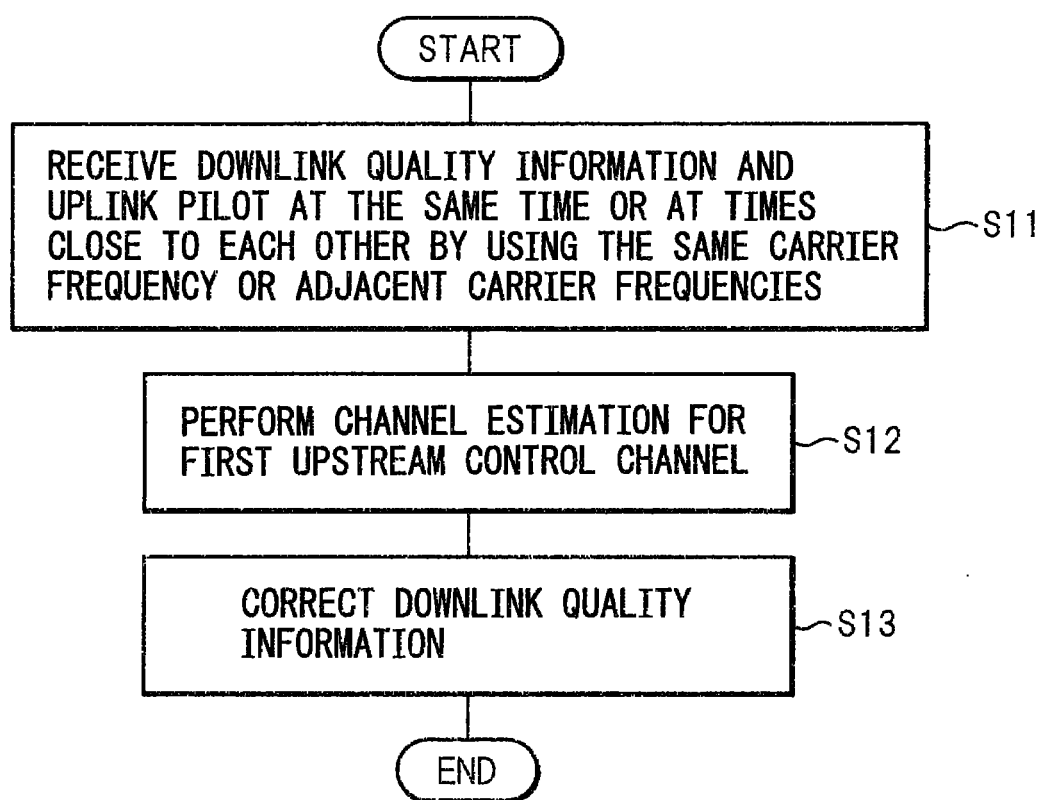 START
RECEIVE DOWNLINK QUALITY INFORMATION AND
UPLINK PILOT AT THE SAME TIME OR AT TIMES
CLOSE TO EACH OTHER BY USING THE SAME CARRIER
FREQUENCY OR ADJACENT CARRIER FREQUENCIES
S11
PERFORM CHANNEL ESTIMATION FOR
FIRST UPSTREAM CONTROL CHANNEL
S12
CORRECT DOWNLINK QUALITY
INFORMATION
S13
END